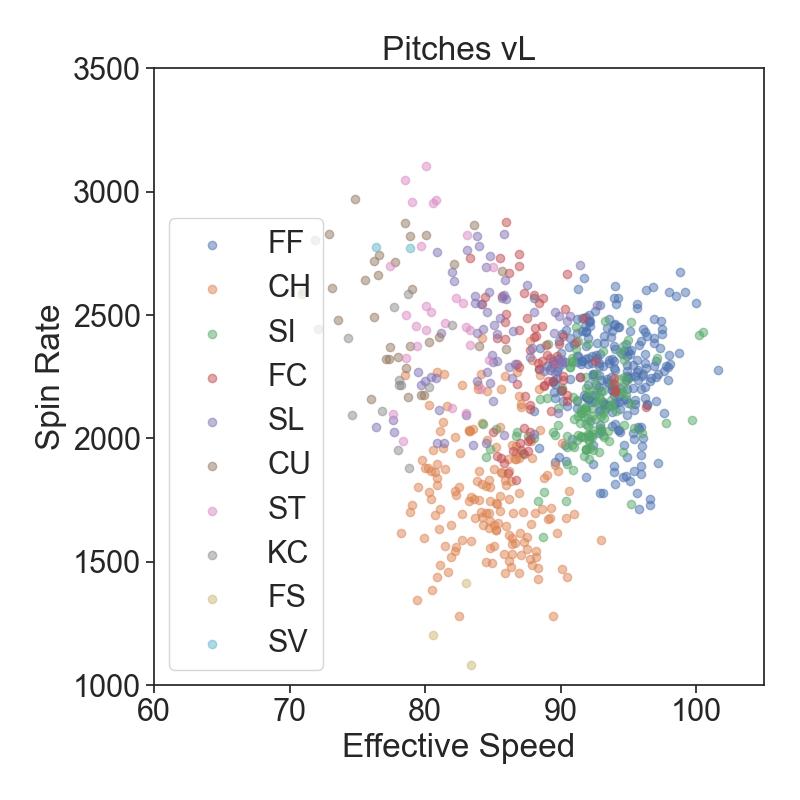 Pitches vL
3500
3000
2500
2000
1500
1000
Spin Rate
FF
CH
SI
FC
SL
CU
ST
KC
FS
SV
60 70 80 90 100
Effective Speed